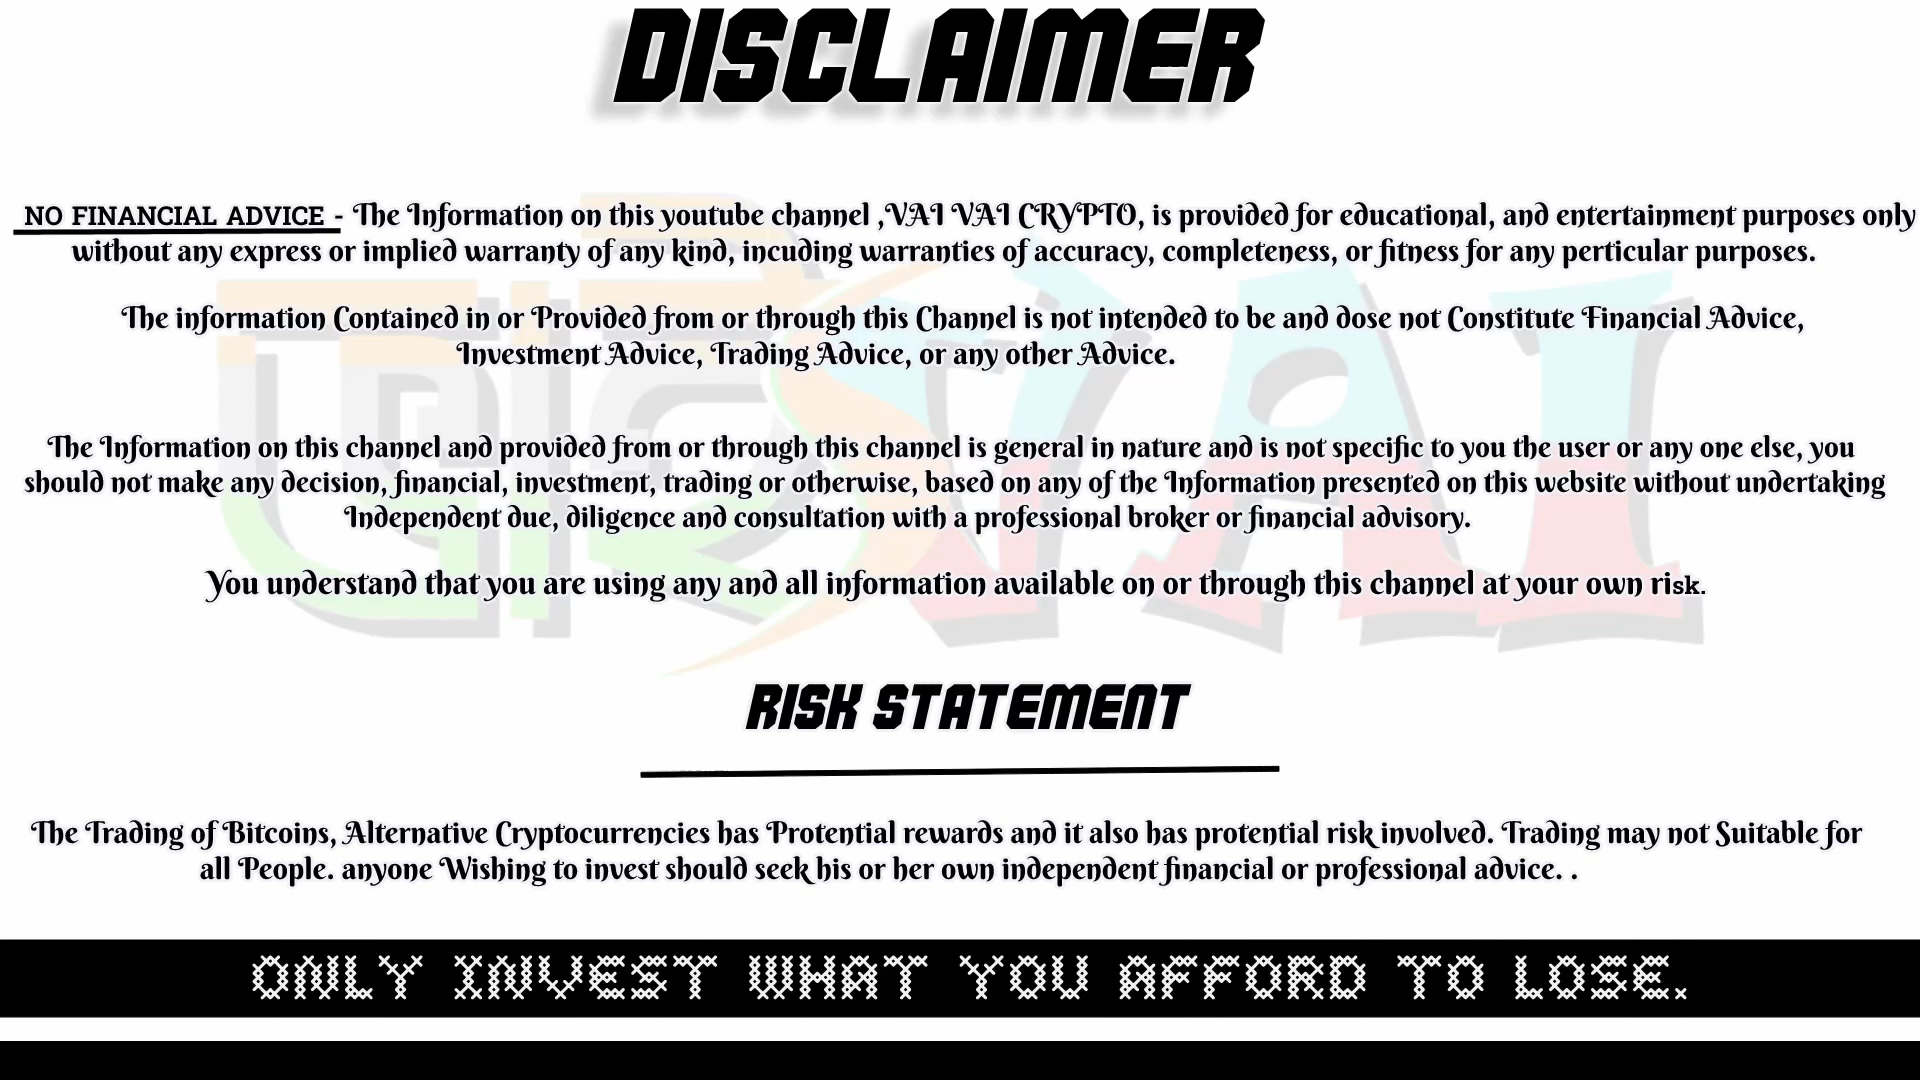 DISCLAIMER
NO FINANCIAL ADVICE - The Information on this youtube channel ,VAI VAI CRYPTO, is provided for educational, and entertainment purposes only
without any express or implied warranty of any kind, incuding warranties of accuracy, completeness, or fitness for any perticular purposes.
The information Contained in or Provided from or through this Channel is not intended to be and dose not Constitute Financial Advice,
Investment Advice, Trading Advice, or any other Advice.
The Information on this channel and provided from or through this channel is general in nature and is not specific to you the user or any one else, you
should not make any decision, financial, investment, trading or otherwise, based on any of the Information presented on this website without undertaking
Independent due, diligence and consultation with a professional broker or financial advisory.
You understand that you are using any and all information available on or through this channel at your own risk.
RISK STATEMENT
The Trading of Bitcoins, Alternative Cryptocurrencies has Protential rewards and it also has protential risk involved. Trading may not Suitable for
all People. anyone Wishing to invest should seek his or her own independent financial or professional advice. .
ONLY INVEST WHAT YOU AFFORD TO LOSE.
VAI